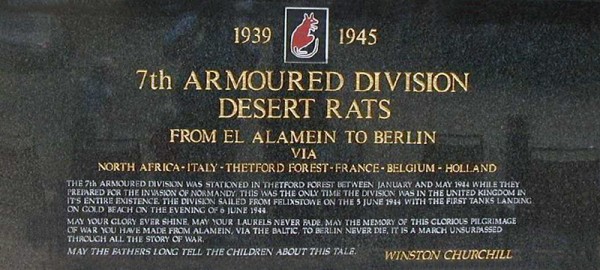 1939 1945
7th ARMOURED DIVISION
DESERT RATS
FROM EL ALAMEIN TO BERLIN
VIA
NORTH AFRICA - ITALY - THETFORD FOREST - FRANCE - BELGIUM - HOLLAND
THE 7th ARMOURED DIVISION WAS STATIONED IN THETFORD FOREST BETWEEN JANUARY AND MAY 1944 WHILE THEY
PREPARED FOR THE INVASION OF NORMANDY. THIS WAS THE ONLY TIME THE DIVISION WAS IN THE UNITED KINGDOM IN
IT'S ENTIRE EXISTENCE. THE DIVISION SAILED FROM FELIXSTOWE ON THE 5 JUNE 1944 WITH THE FIRST TANKS LANDING
ON GOLD BEACH ON THE EVENING OF 6 JUNE 1944.
MAY YOUR GLORY EVER SHINE, MAY YOUR LAURELS NEVER FADE, MAY THE MEMORY OF THIS GLORIOUS PILGRIMAGE
OF WAR YOU HAVE MADE FROM ALAMEIN, VIA THE BALTIC, TO BERLIN NEVER DIE, IT IS A MARCH UNSURPASSED
THROUGH ALL THE STORY OF WAR.
MAY THE FATHERS LONG TELL THE CHILDREN ABOUT THIS TALE. WINSTON CHURCHILL